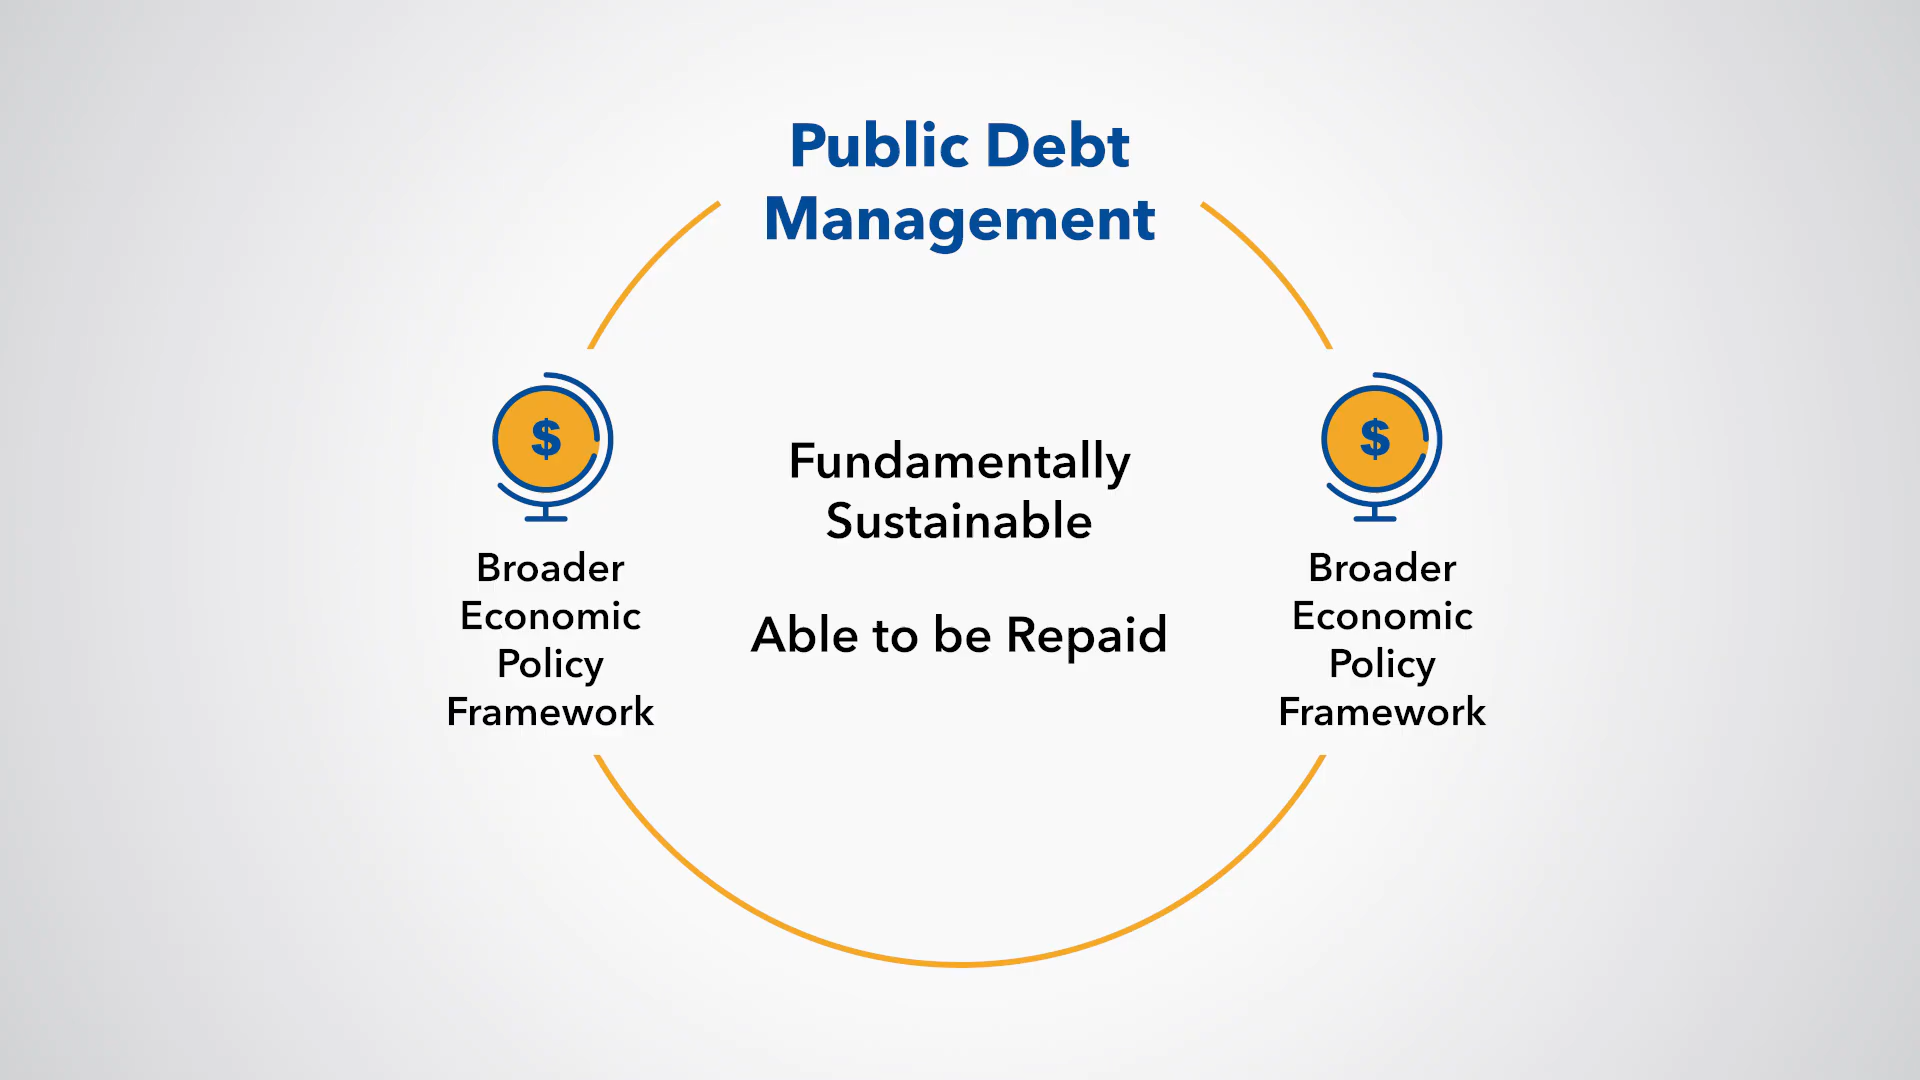 Public Debt
Management
$
$
Fundamentally
Sustainable
Able to be Repaid
Broader
Economic
Policy
Framework
Broader
Economic
Policy
Framework